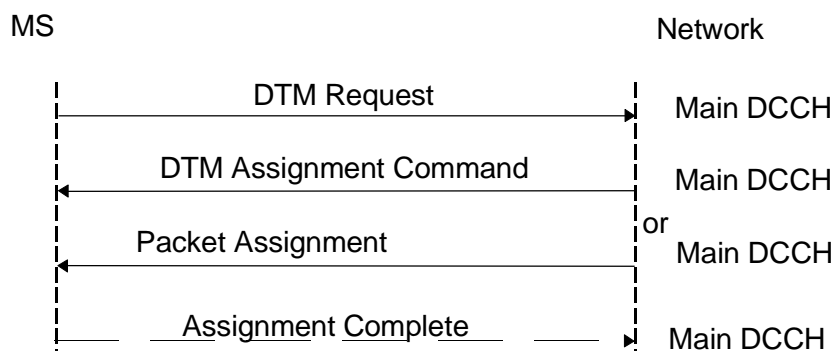 MS Network
DTM Request Main DCCH
DTM Assignment Command Main DCCH
or
Packet Assignment Main DCCH
Assignment Complete Main DCCH